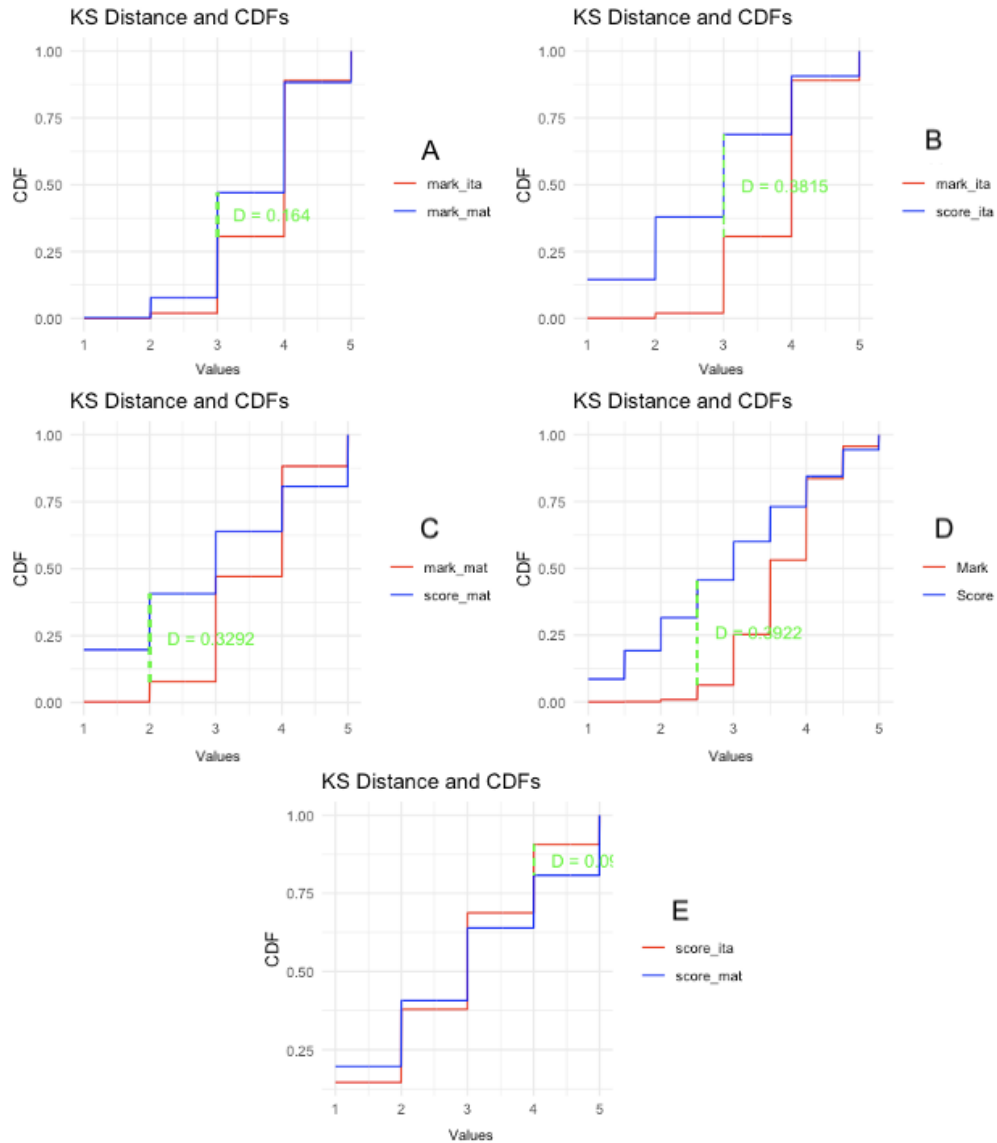 KS Distance and CDFs
1.00
0.75
0.50
0.25
0.00
CDF
D = 0.164
1 2 3 4 5
Values
A
mark_ita
mark_mat
KS Distance and CDFs
1.00
0.75
0.50
0.25
0.00
CDF
D = 0.3815
1 2 3 4 5
Values
B
mark_ita
score_ita
KS Distance and CDFs
1.00
0.75
0.50
0.25
0.00
CDF
D = 0.3292
1 2 3 4 5
Values
C
mark_mat
score_mat
KS Distance and CDFs
1.00
0.75
0.50
0.25
0.00
CDF
D = 0.3922
1 2 3 4 5
Values
D
Mark
Score
KS Distance and CDFs
1.00
0.75
0.50
0.25
CDF
D = 0.09
1 2 3 4 5
Values
E
score_ita
score_mat